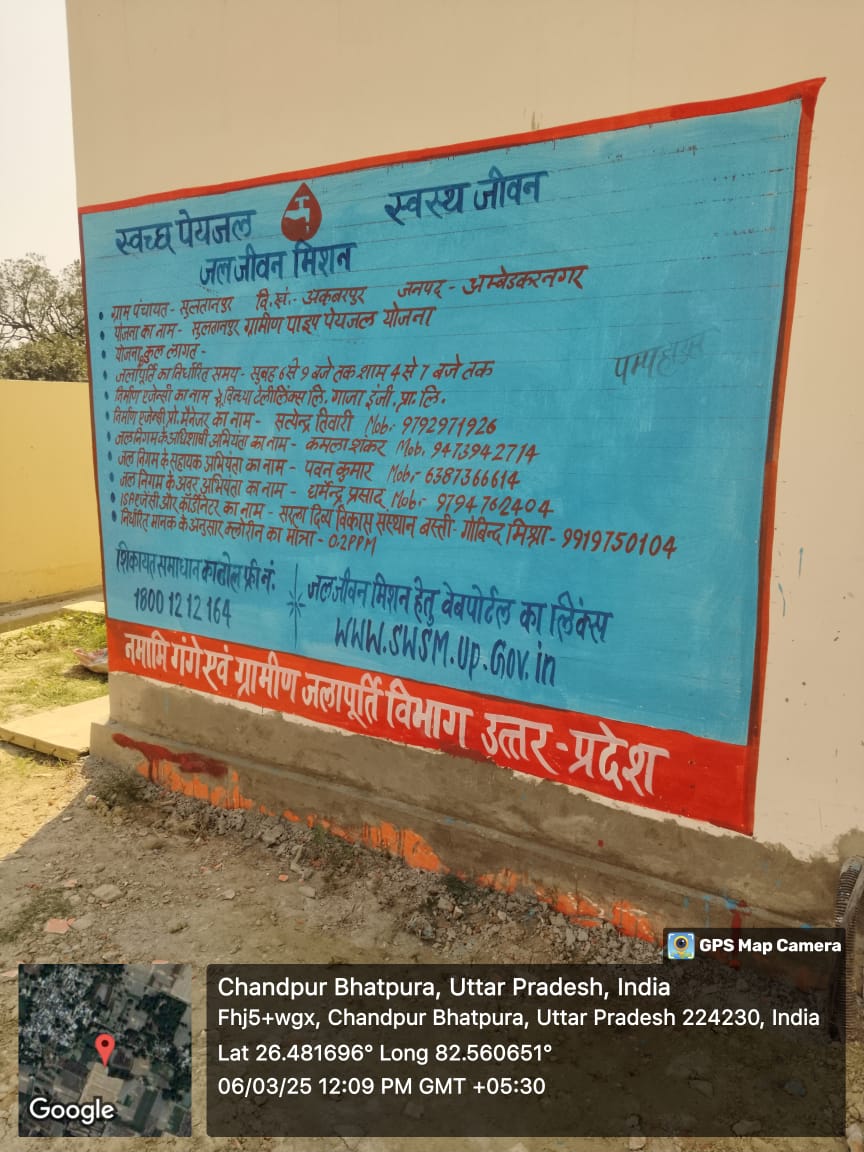 स्वच्छ पेयजल
स्वस्थ जीवन
जल जीवन मिशन
ग्राम पंचायत - सुलतानपुर वि.खं.- अकबरपुर जनपद - अम्बेडकरनगर
योजना का नाम - सुलतानपुर ग्रामीण पाइप पेयजल योजना
योजना कुल लागत -
जलापूर्ति का निर्धारित समय - सुबह 6 से 9 बजे तक शाम 4 से 7 बजे तक
निर्माण एजेन्सी का नाम मे. विन्ध्या टेलीलिंक्स लि. गाजा इंजी. प्रा. लि.
निर्माण एजेन्सी प्रो. मैनेजर का नाम - सत्येन्द्र तिवारी Mob.- 9792971926
जल निगम के अधिशाषी अभियंता का नाम - कमला शंकर Mob. 9473942714
जल निगम के सहायक अभियंता का नाम - पवन कुमार Mob.- 6387366614
जल निगम के अवर अभियंता का नाम - धर्मेन्द्र प्रसाद Mob.- 9794762404
ISA एजेंसी और कॉर्डीनेटर का नाम - सरला दिव्य विकास संस्थान बस्ती - गोबिन्द मिश्रा - 9919750104
निर्धारित मानक के अनुसार क्लोरीन का मात्रा - 0.2PPM
शिकायत समाधान का टोल फ्री नं.
1800 12 12 164
जल जीवन मिशन हेतु वेबपोर्टल का लिंक्स
WWW.SWSM.Up.Gov.in
नमामि गंगे एवं ग्रामीण जलापूर्ति विभाग उत्तर-प्रदेश
GPS Map Camera
Google
Chandpur Bhatpura, Uttar Pradesh, India
Fhj5+wgx, Chandpur Bhatpura, Uttar Pradesh 224230, India
Lat 26.481696° Long 82.560651°
06/03/25 12:09 PM GMT +05:30